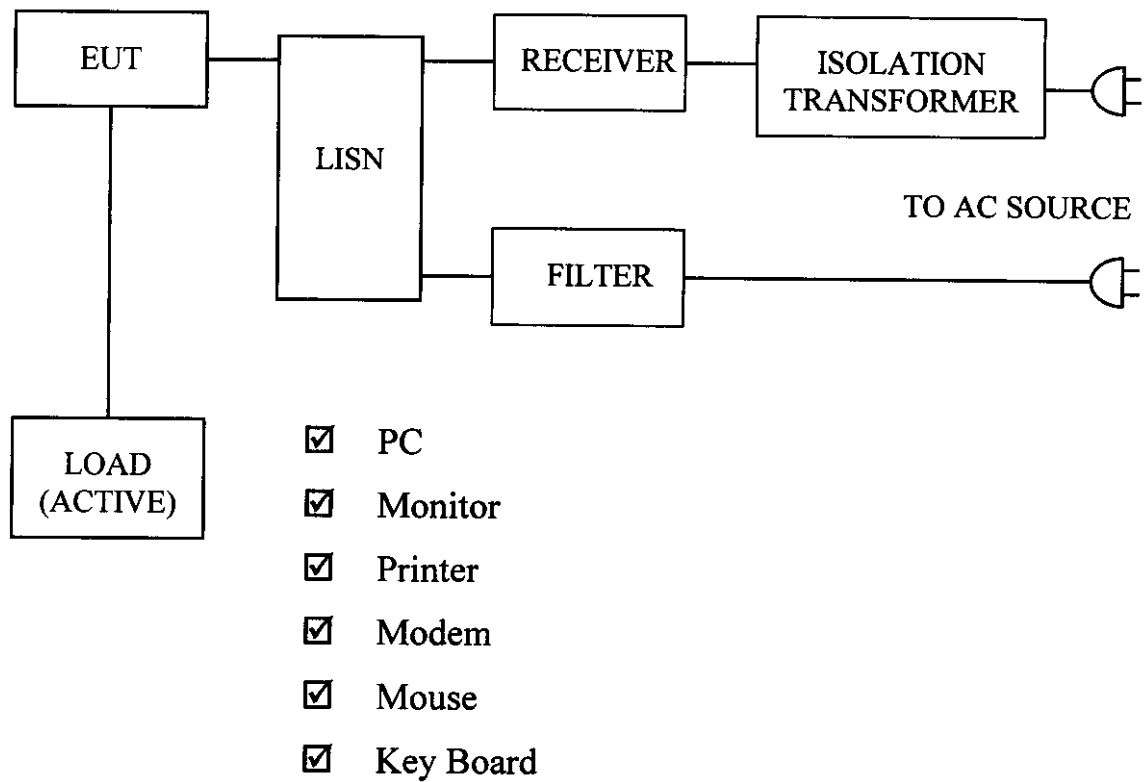 EUT
LISN
RECEIVER
ISOLATION
TRANSFORMER
TO AC SOURCE
FILTER
LOAD
(ACTIVE)
☑ PC
☑ Monitor
☑ Printer
☑ Modem
☑ Mouse
☑ Key Board